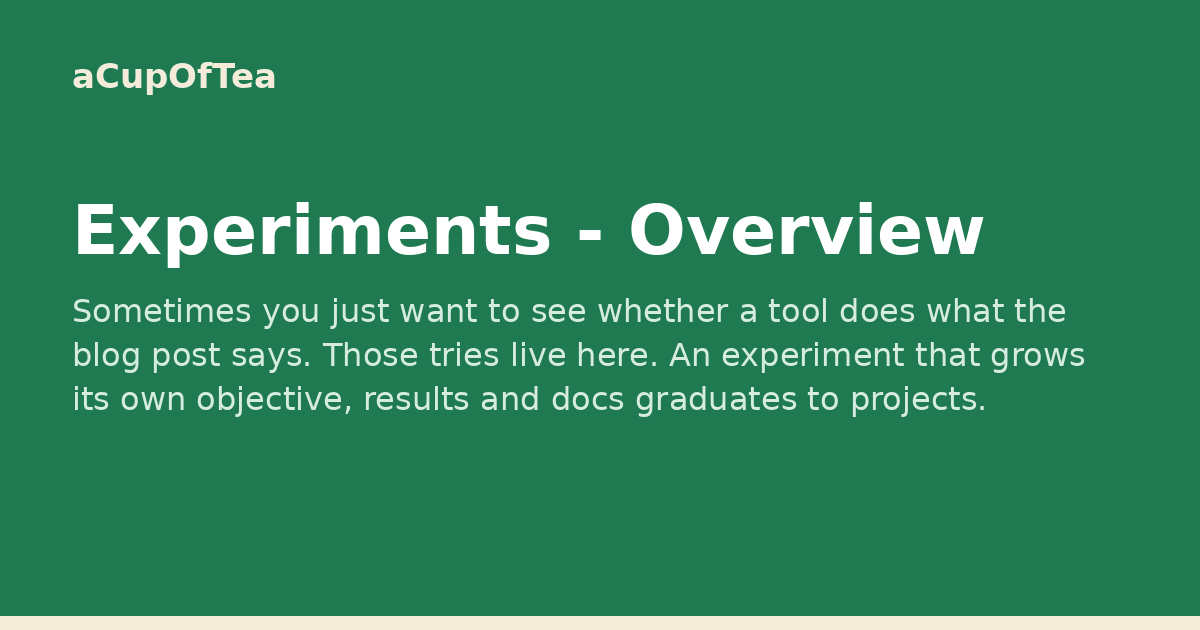 aCupOfTea
Experiments - Overview
Sometimes you just want to see whether a tool does what the
blog post says. Those tries live here. An experiment that grows
its own objective, results and docs graduates to projects.